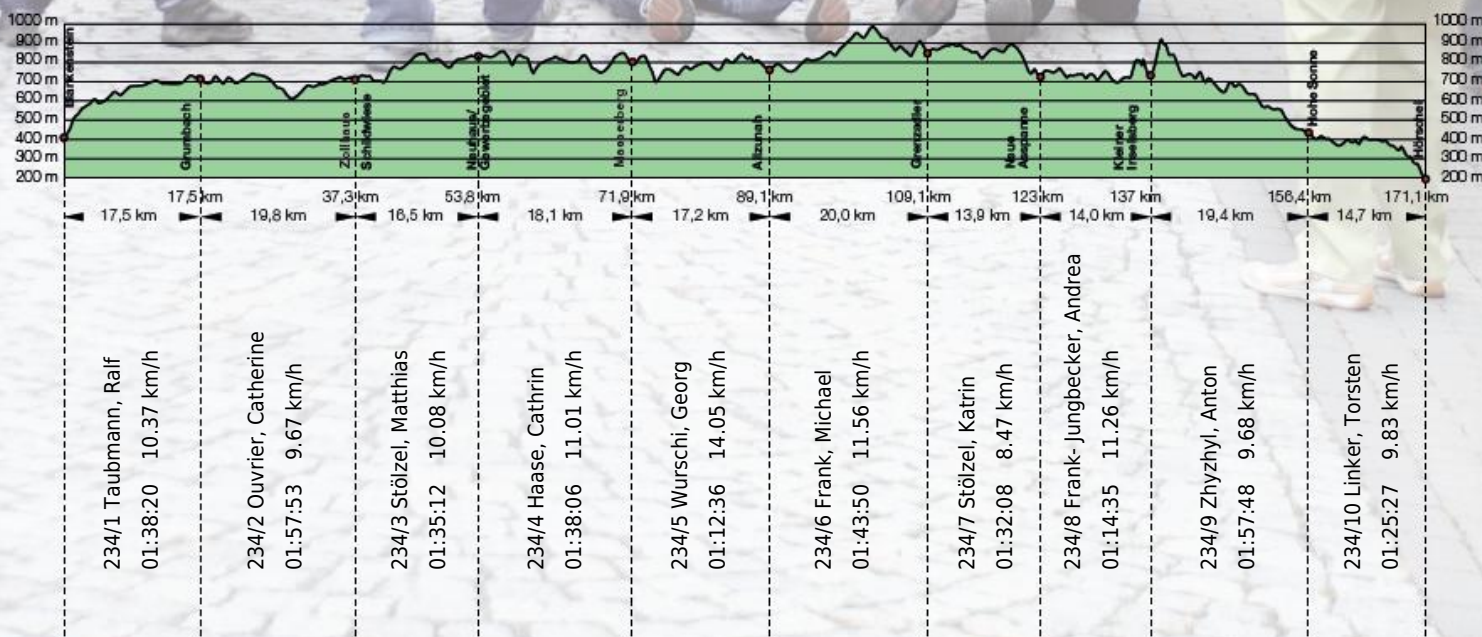 1000 m
900 m
800 m
700 m
600 m
500 m
400 m
300 m
200 m
1000 m
900 m
800 m
700 m
600 m
500 m
400 m
300 m
200 m
Blankenstein
Grumbach
Zollhaus
Schildwiese
Neuhaus/
Masserberg
Allzunah
Grenzadler
Neue
Ausspanne
Kleiner
Inselsberg
Hohe Sonne
Hörschel
17,5 km
37,3 km
53,8 km
71,9 km
89,1 km
109,1 km
123 km
137 km
156,4 km
171,1 km
17,5 km
19,8 km
16,5 km
18,1 km
17,2 km
20,0 km
13,9 km
14,0 km
19,4 km
14,7 km
234/1 Taubmann, Ralf
01:38:20 10.37 km/h
234/2 Ouvrier, Catherine
01:57:53 9.67 km/h
234/3 Stölzel, Matthias
01:35:12 10.08 km/h
234/4 Haase, Cathrin
01:38:06 11.01 km/h
234/5 Wurschi, Georg
01:12:36 14.05 km/h
234/6 Frank, Michael
01:43:50 11.56 km/h
234/7 Stölzel, Katrin
01:32:08 8.47 km/h
234/8 Frank- Jungbecker, Andrea
01:14:35 11.26 km/h
234/9 Zhyzhyl, Anton
01:57:48 9.68 km/h
234/10 Linker, Torsten
01:25:27 9.83 km/h